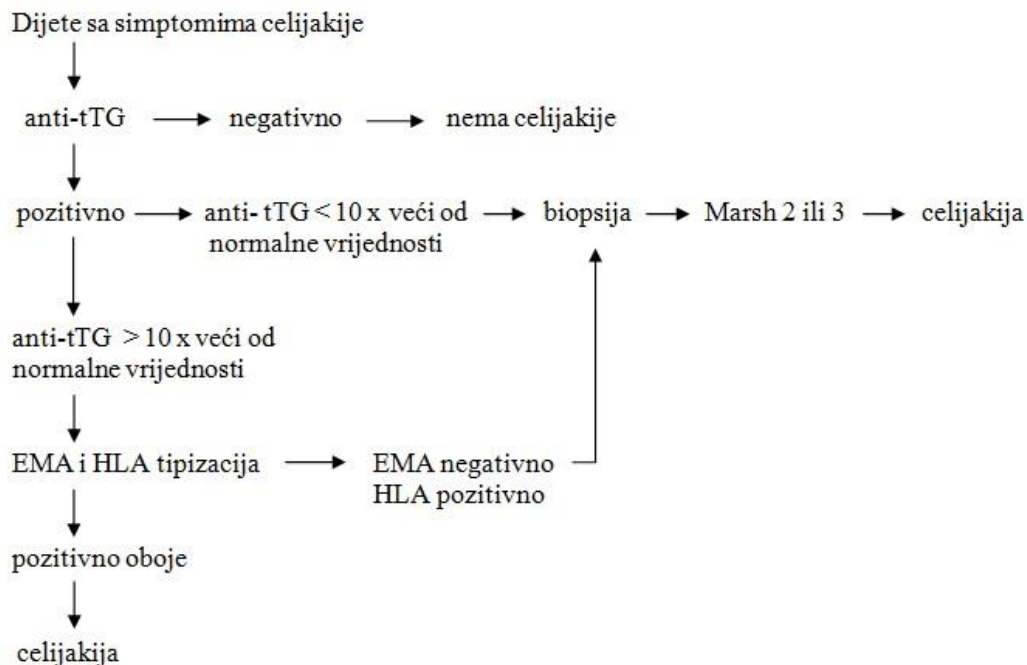 Dijete sa simptomima celijakije
anti-tTG
negativno
nema celijakije
pozitivno
anti- tTG < 10 x veći od
normalne vrijednosti
biopsija
Marsh 2 ili 3
celijakija
anti-tTG > 10 x veći od
normalne vrijednosti
EMA i HLA tipizacija
EMA negativno
HLA pozitivno
pozitivno oboje
celijakija